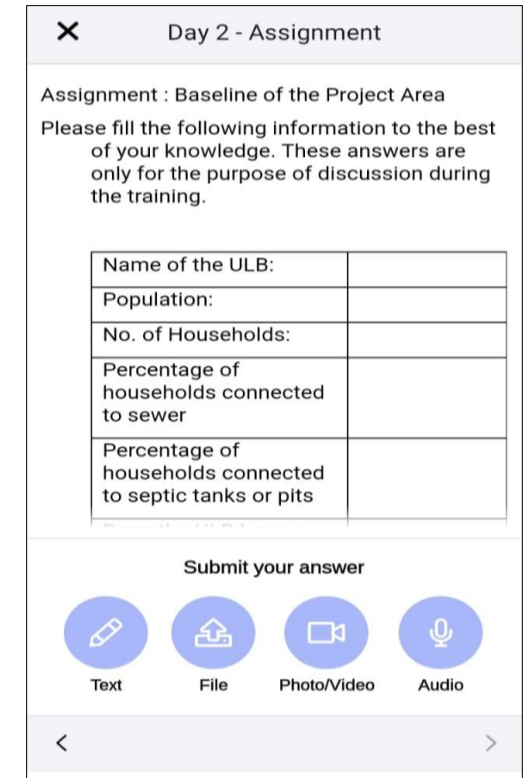 Day 2 - Assignment
Assignment : Baseline of the Project Area
Please fill the following information to the best
of your knowledge. These answers are
only for the purpose of discussion during
the training.
Name of the ULB:
Population:
No. of Households:
Percentage of
households connected
to sewer
Percentage of
households connected
to septic tanks or pits
Submit your answer
Text File Photo/Video Audio